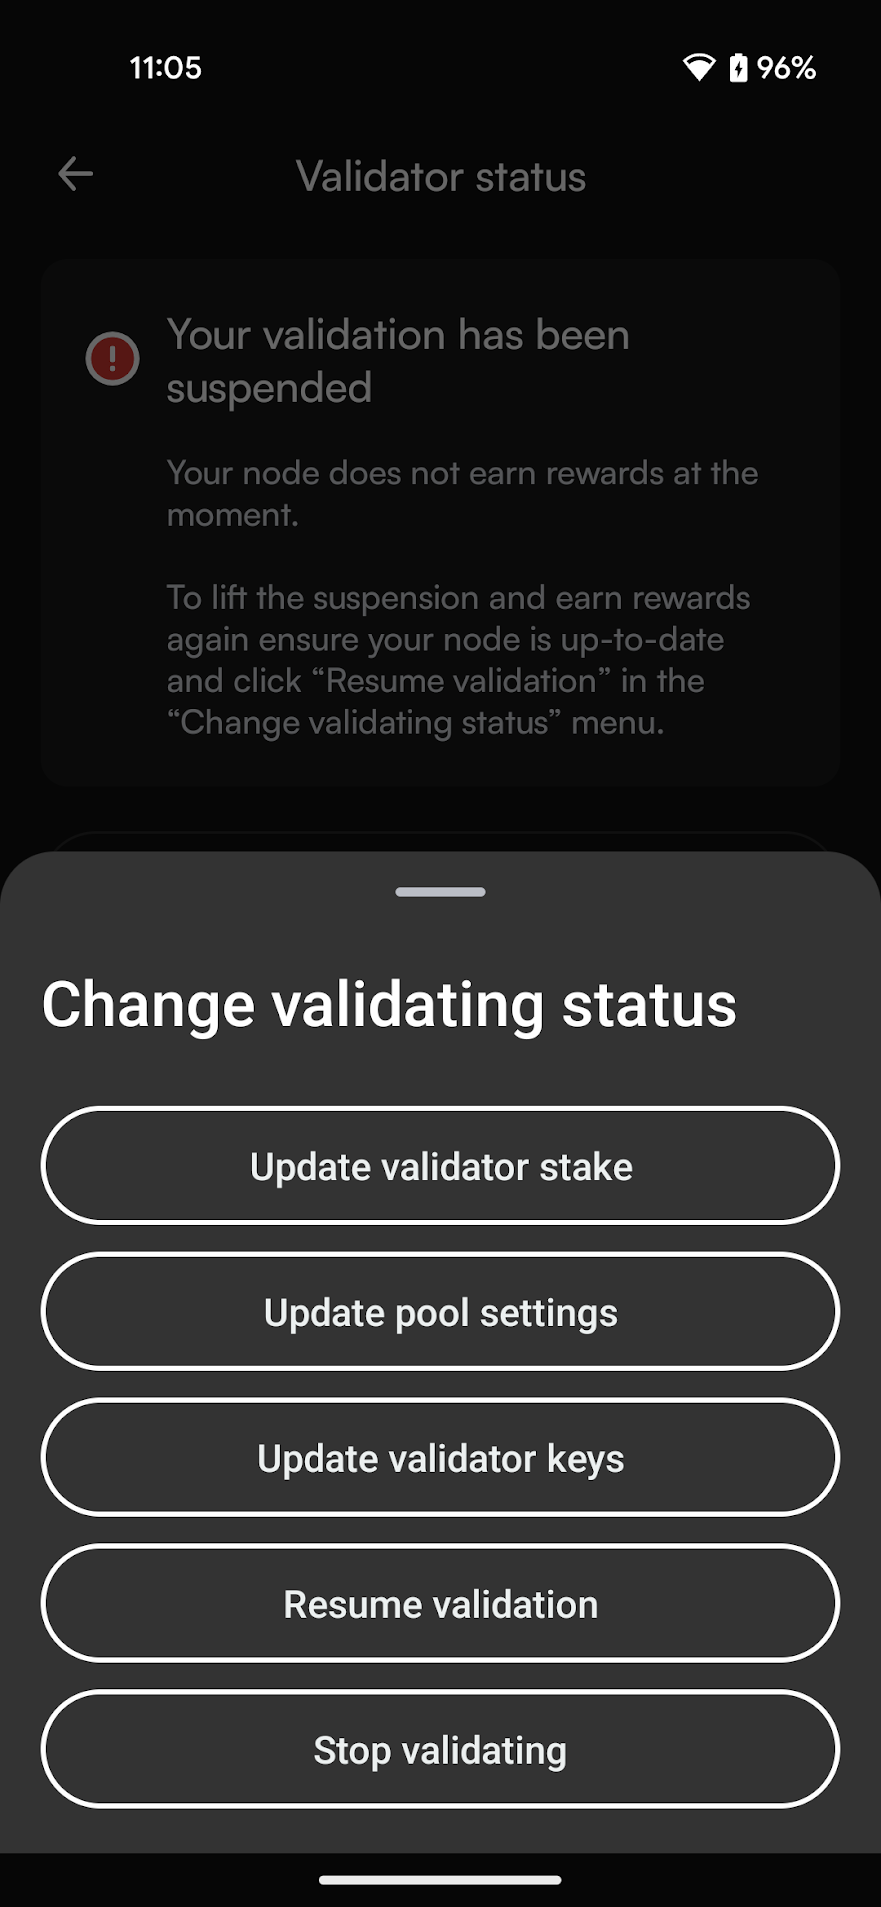 11:05 96%
Validator status
Your validation has been
suspended
Your node does not earn rewards at the
moment.
To lift the suspension and earn rewards
again ensure your node is up-to-date
and click “Resume validation” in the
“Change validating status” menu.
Change validating status
Update validator stake
Update pool settings
Update validator keys
Resume validation
Stop validating